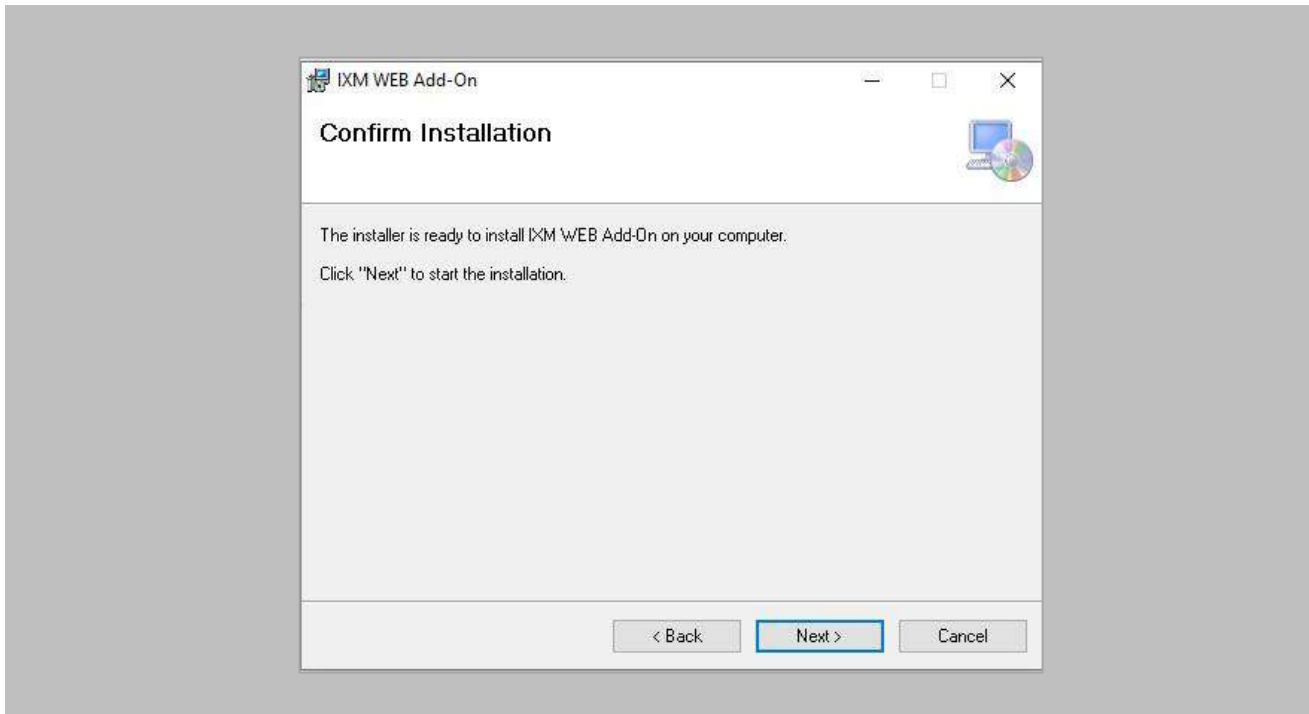 IXM WEB Add-On
Confirm Installation
The installer is ready to install IXM WEB Add-On on your computer.
Click "Next" to start the installation.
< Back
Next >
Cancel